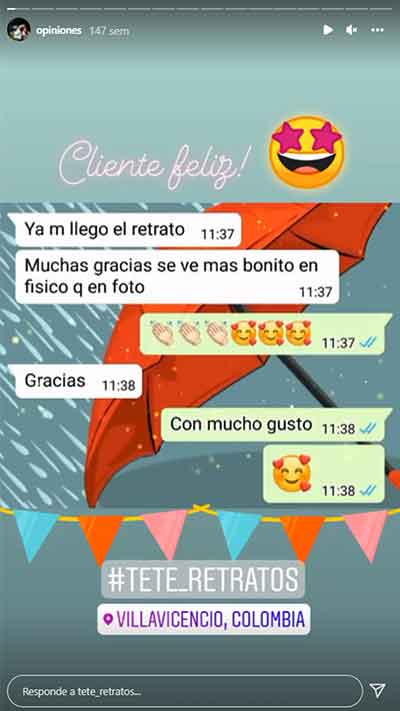 opiniones 147 sem
Cliente feliz!
Ya m llego el retrato 11:37
Muchas gracias se ve mas bonito en
fisico q en foto 11:37
11:37
Gracias 11:38
Con mucho gusto 11:38
11:38
#TETE_RETRATOS
VILLAVICENCIO, COLOMBIA
Responde a tete_retratos...